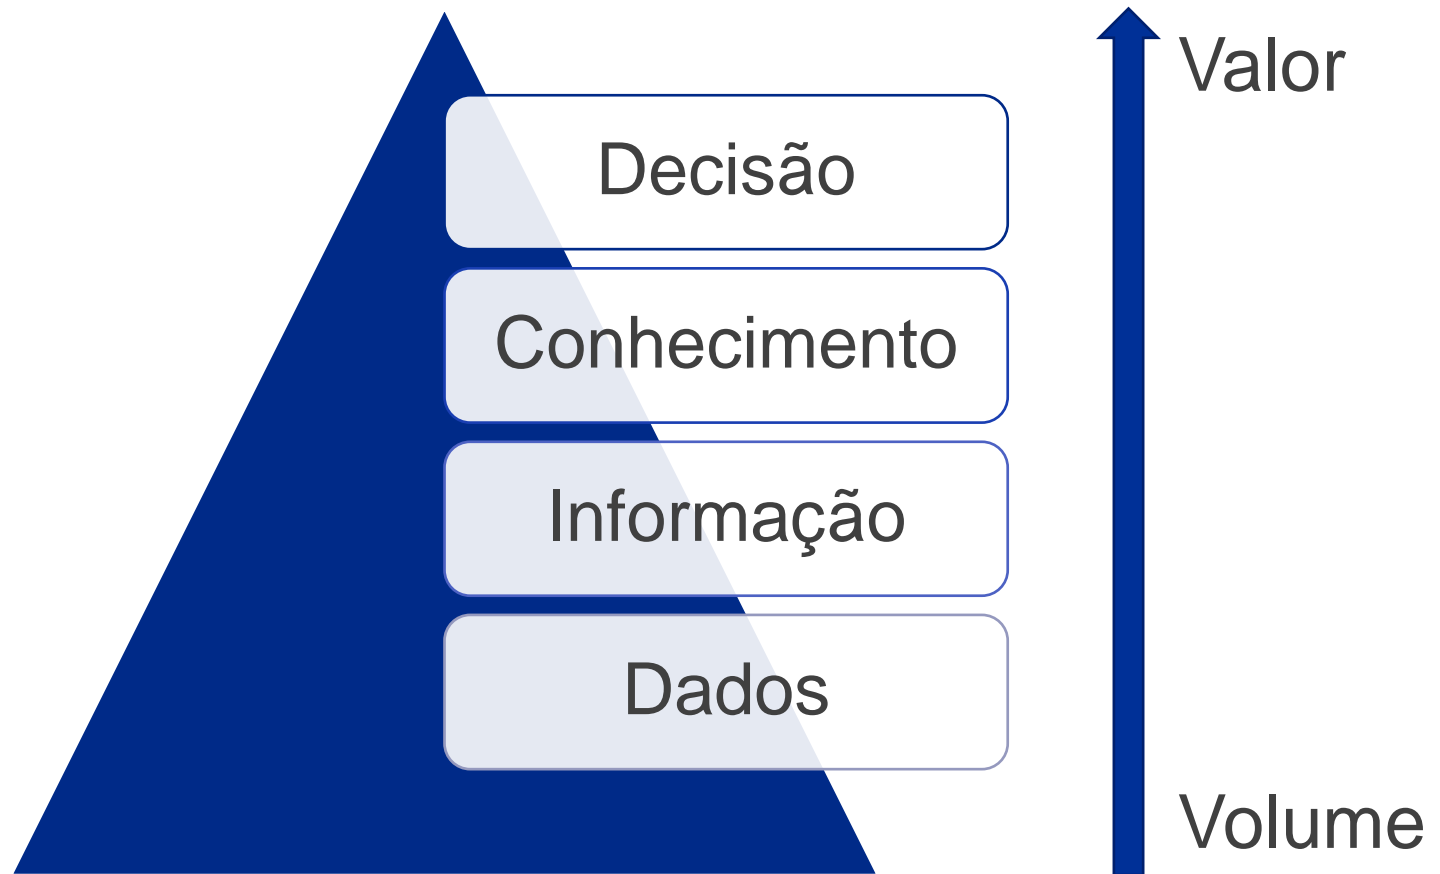 Valor
Decisão
Conhecimento
Informação
Dados
Volume